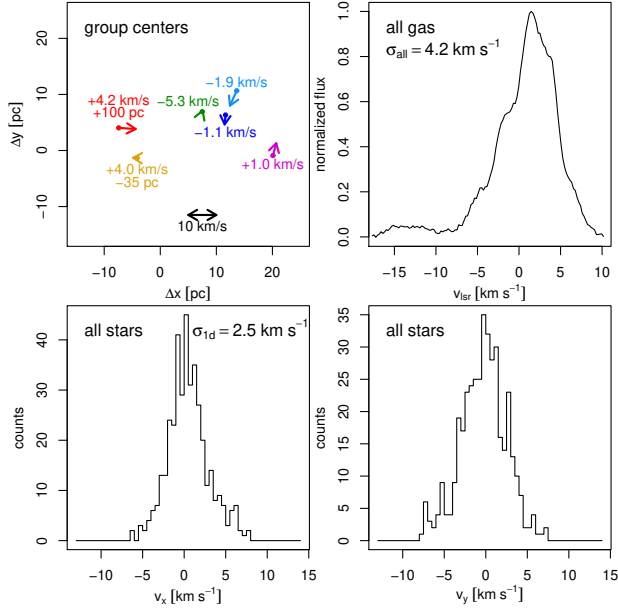 group centers
−1.9 km/s
−5.3 km/s
+4.2 km/s
+100 pc
−1.1 km/s
+1.0 km/s
+4.0 km/s
−35 pc
10 km/s
Δy [pc]
−10 0 10 20
Δx [pc]
−10 0 10 20
all gas
σall = 4.2 km s⁻¹
normalized flux
0.0 0.2 0.4 0.6 0.8 1.0
vlsr [km s⁻¹]
−15 −10 −5 0 5 10
all stars
σ1d = 2.5 km s⁻¹
counts
0 10 20 30 40
vx [km s⁻¹]
−10 −5 0 5 10 15
all stars
counts
0 5 10 15 20 25 30 35
vy [km s⁻¹]
−10 −5 0 5 10 15